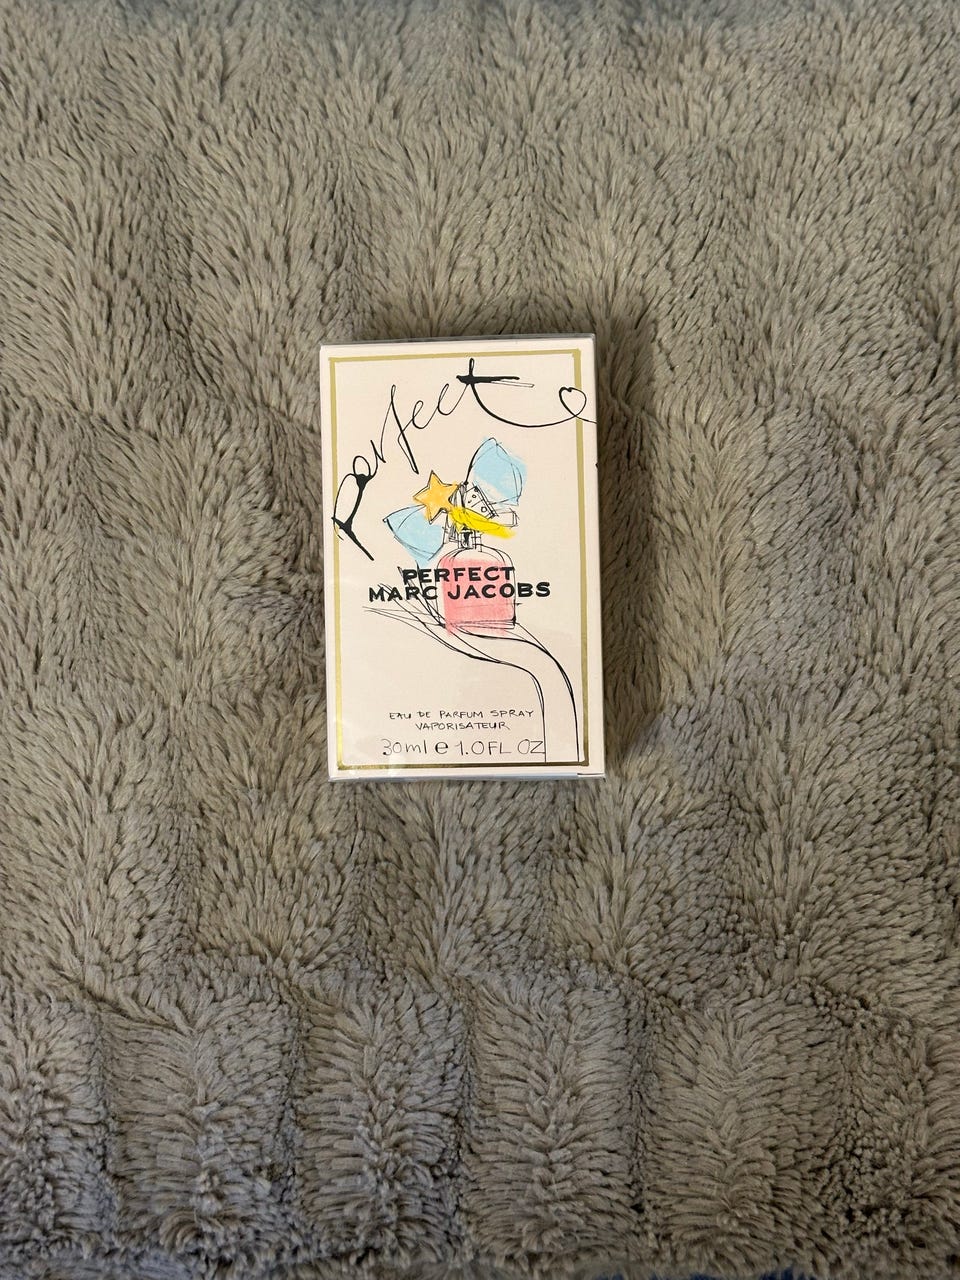 Perfect
PERFECT
MARC JACOBS
EAU DE PARFUM SPRAY
VAPORISATEUR
30ml e 1.0FL OZ